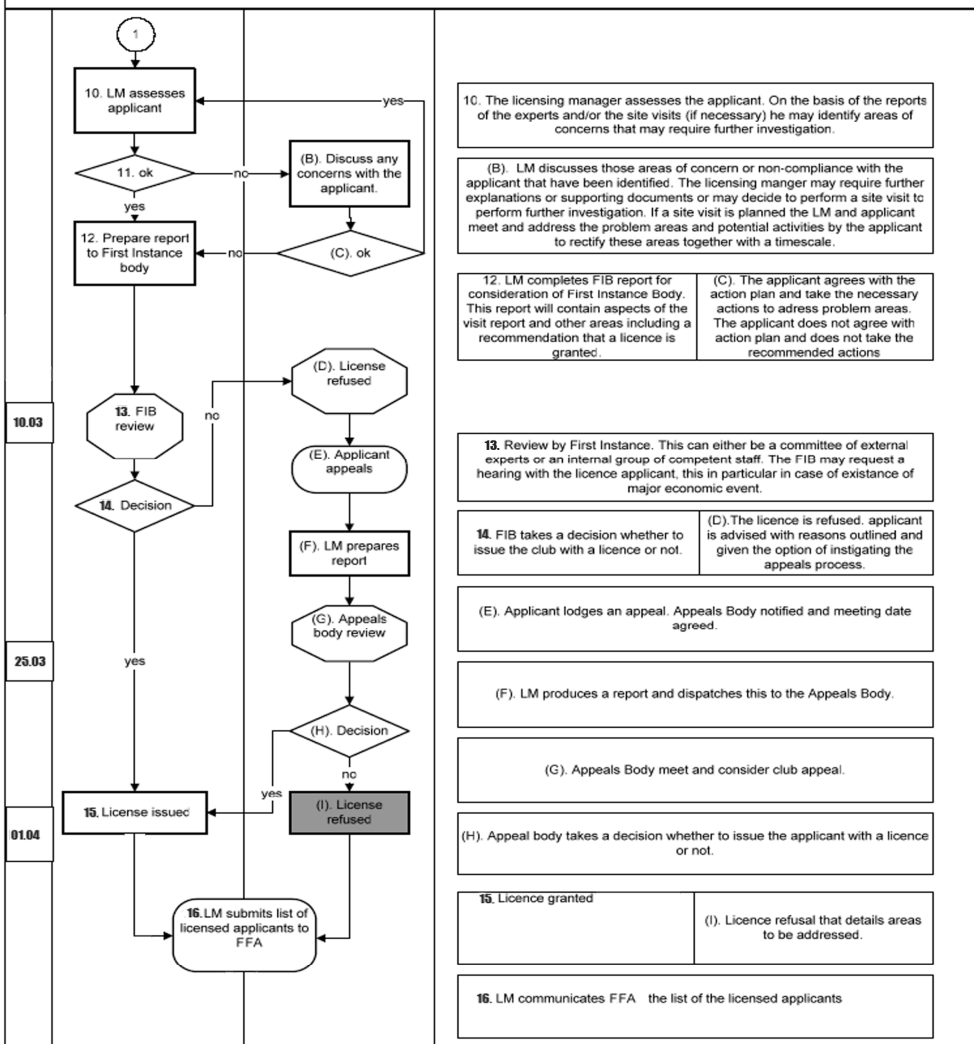 1
10. LM assesses
applicant
yes
11. ok
no
(B). Discuss any
concerns with the
applicant.
yes
12. Prepare report
to First Instance
body
no
(C). ok
(D). License
refused
10.03
13. FIB
review
no
(E). Applicant
appeals
14. Decision
(F). LM prepares
report
(G). Appeals
body review
25.03
yes
(H). Decision
no
yes
15. License issued
(I). License
refused
01.04
16. LM submits list of
licensed applicants to
FFA
10. The licensing manager assesses the applicant. On the basis of the reports
of the experts and/or the site visits (if necessary) he may identify areas of
concerns that may require further investigation.
(B). LM discusses those areas of concern or non-compliance with the
applicant that have been identified. The licensing manger may require further
explanations or supporting documents or may decide to perform a site visit to
perform further investigation. If a site visit is planned the LM and applicant
meet and address the problem areas and potential activities by the applicant
to rectify these areas together with a timescale.
12. LM completes FIB report for
consideration of First Instance Body.
This report will contain aspects of the
visit report and other areas including a
recommendation that a licence is
granted.
(C). The applicant agrees with the
action plan and take the necessary
actions to adress problem areas.
The applicant does not agree with
action plan and does not take the
recommended actions
13. Review by First Instance. This can either be a committee of external
experts or an internal group of competent staff. The FIB may request a
hearing with the licence applicant, this in particular in case of existance of
major economic event.
14. FIB takes a decision whether to
issue the club with a licence or not.
(D).The licence is refused. applicant
is advised with reasons outlined and
given the option of instigating the
appeals process.
(E). Applicant lodges an appeal. Appeals Body notified and meeting date
agreed.
(F). LM produces a report and dispatches this to the Appeals Body.
(G). Appeals Body meet and consider club appeal.
(H). Appeal body takes a decision whether to issue the applicant with a licence
or not.
15. Licence granted
(I). Licence refusal that details areas
to be addressed.
16. LM communicates FFA the list of the licensed applicants